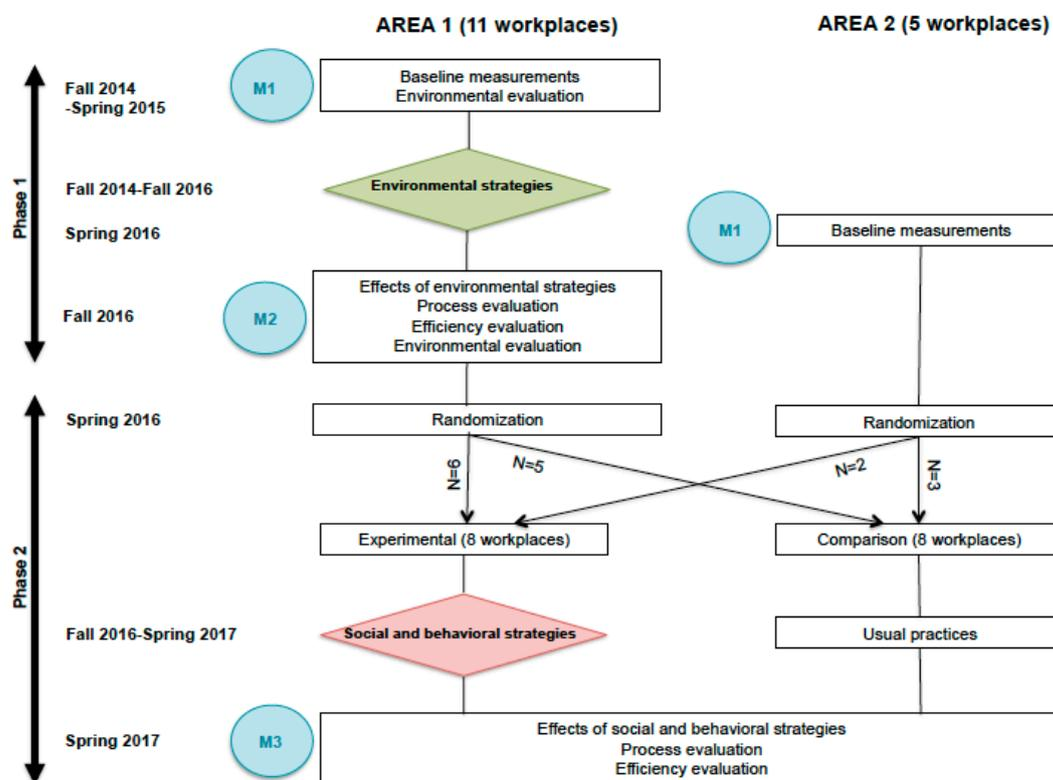 AREA 1 (11 workplaces)
AREA 2 (5 workplaces)
Phase 1
Fall 2014
-Spring 2015
M1
Baseline measurements
Environmental evaluation
Fall 2014-Fall 2016
Environmental strategies
Spring 2016
M1
Baseline measurements
Fall 2016
M2
Effects of environmental strategies
Process evaluation
Efficiency evaluation
Environmental evaluation
Phase 2
Spring 2016
Randomization
Randomization
N=6
N=5
N=2
N=3
Experimental (8 workplaces)
Comparison (8 workplaces)
Fall 2016-Spring 2017
Social and behavioral strategies
Usual practices
Spring 2017
M3
Effects of social and behavioral strategies
Process evaluation
Efficiency evaluation